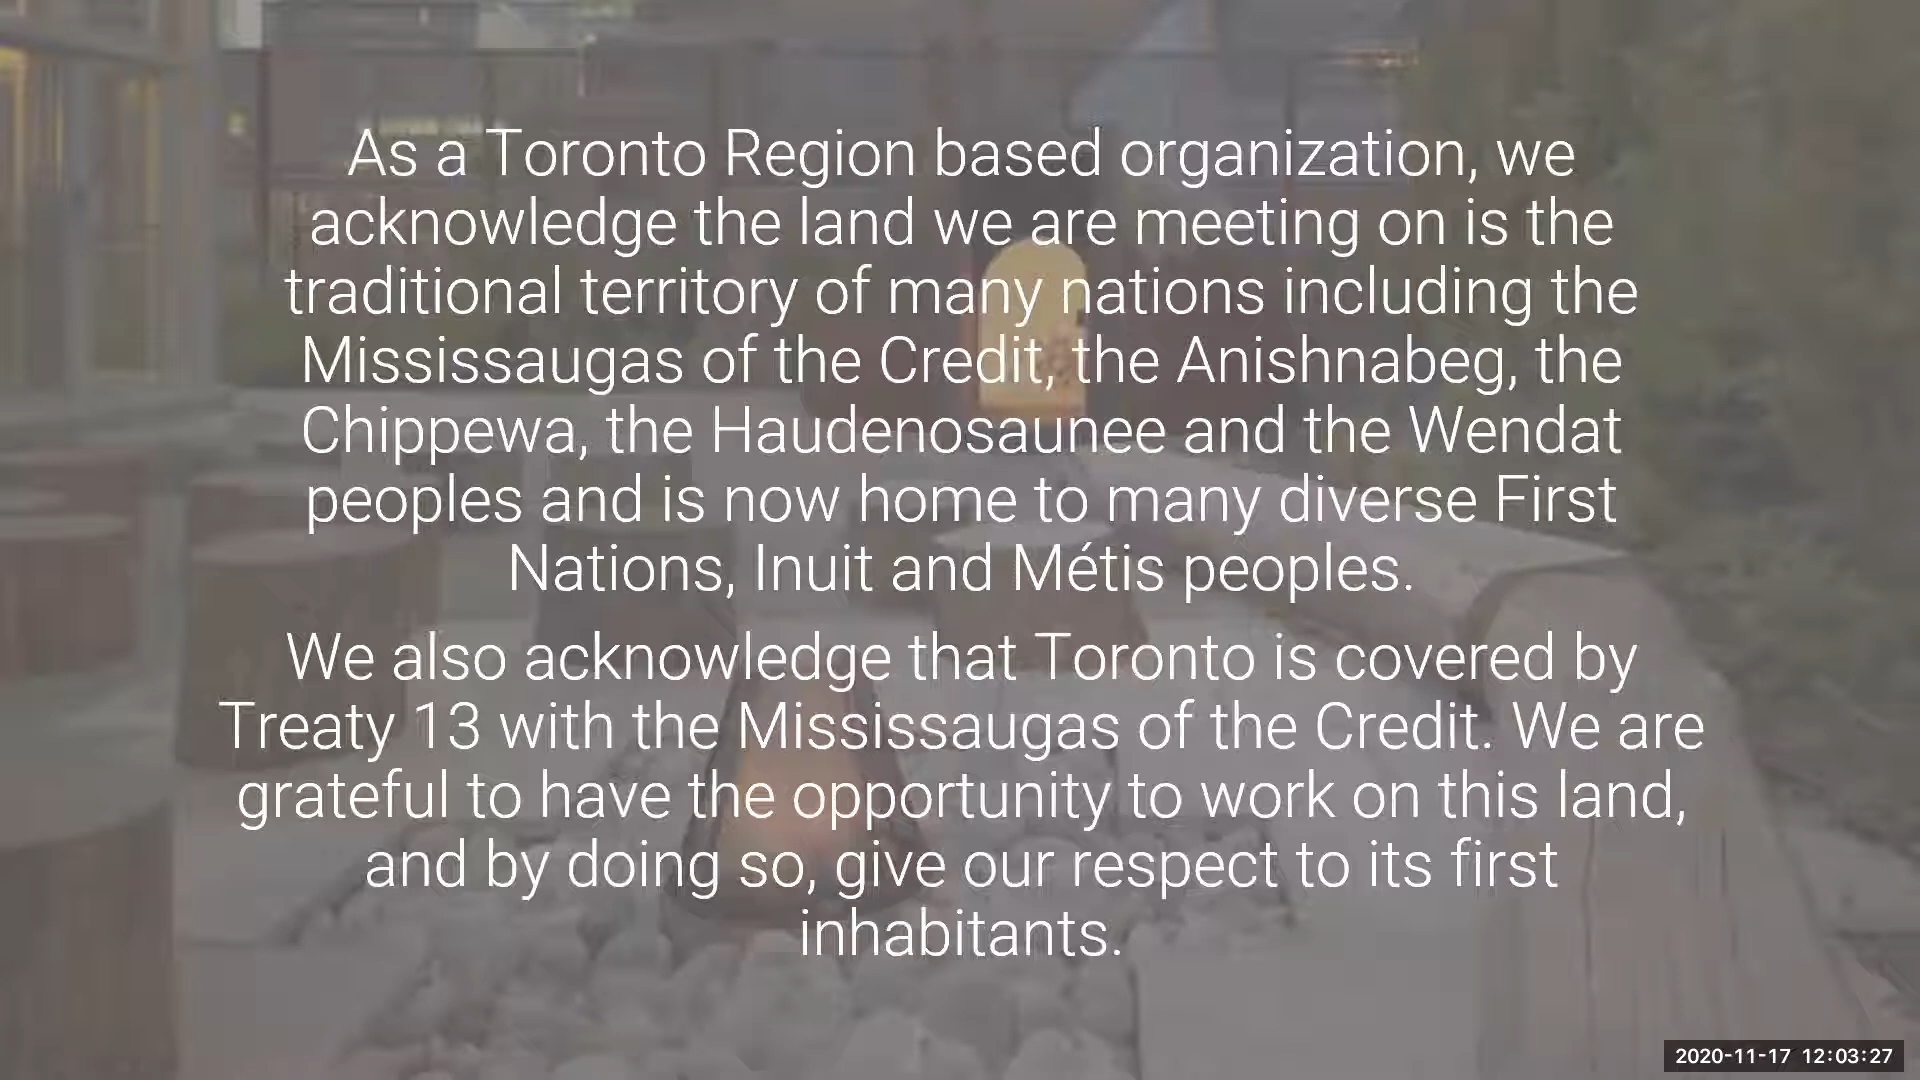 As a Toronto Region based organization, we
acknowledge the land we are meeting on is the
traditional territory of many nations including the
Mississaugas of the Credit, the Anishnabeg, the
Chippewa, the Haudenosaunee and the Wendat
peoples and is now home to many diverse First
Nations, Inuit and Métis peoples.
We also acknowledge that Toronto is covered by
Treaty 13 with the Mississaugas of the Credit. We are
grateful to have the opportunity to work on this land,
and by doing so, give our respect to its first
inhabitants.
2020-11-17 12:03:27